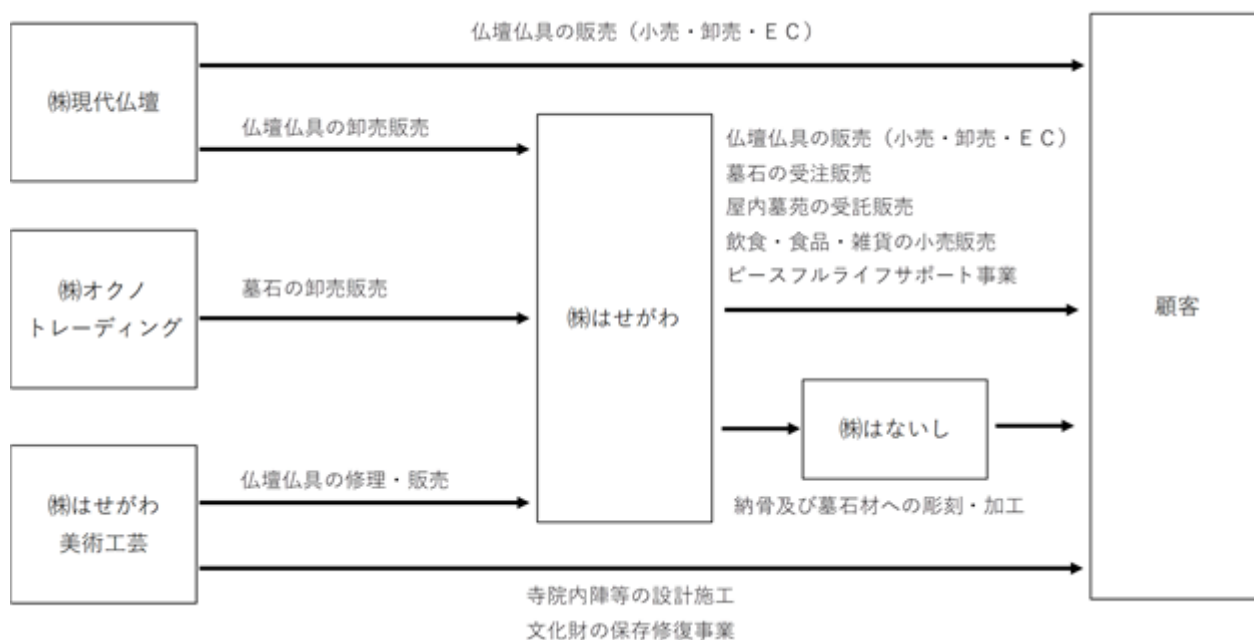 仏壇仏具の販売（小売・卸売・ＥＣ）
㈱現代仏壇
仏壇仏具の卸売販売
㈱オクノ
トレーディング
墓石の卸売販売
㈱はせがわ
美術工芸
仏壇仏具の修理・販売
㈱はせがわ
仏壇仏具の販売（小売・卸売・ＥＣ）
墓石の受注販売
屋内墓苑の受託販売
飲食・食品・雑貨の小売販売
ピースフルライフサポート事業
㈱はないし
納骨及び墓石材への彫刻・加工
顧客
寺院内陣等の設計施工
文化財の保存修復事業